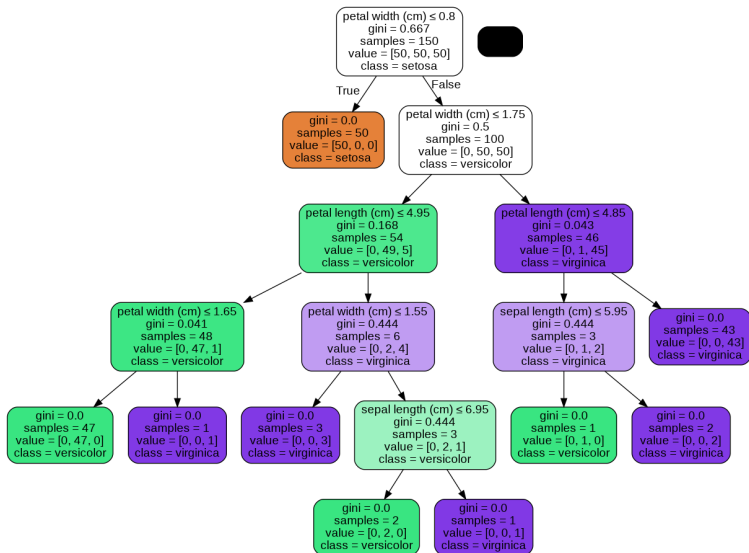 petal width (cm) ≤ 0.8
gini = 0.667
samples = 150
value = [50, 50, 50]
class = setosa
True
False
gini = 0.0
samples = 50
value = [50, 0, 0]
class = setosa
petal width (cm) ≤ 1.75
gini = 0.5
samples = 100
value = [0, 50, 50]
class = versicolor
petal length (cm) ≤ 4.95
gini = 0.168
samples = 54
value = [0, 49, 5]
class = versicolor
petal length (cm) ≤ 4.85
gini = 0.043
samples = 46
value = [0, 1, 45]
class = virginica
petal width (cm) ≤ 1.65
gini = 0.041
samples = 48
value = [0, 47, 1]
class = versicolor
petal width (cm) ≤ 1.55
gini = 0.444
samples = 6
value = [0, 2, 4]
class = virginica
sepal length (cm) ≤ 5.95
gini = 0.444
samples = 3
value = [0, 1, 2]
class = virginica
gini = 0.0
samples = 43
value = [0, 0, 43]
class = virginica
gini = 0.0
samples = 47
value = [0, 47, 0]
class = versicolor
gini = 0.0
samples = 1
value = [0, 0, 1]
class = virginica
gini = 0.0
samples = 3
value = [0, 0, 3]
class = virginica
sepal length (cm) ≤ 6.95
gini = 0.444
samples = 3
value = [0, 2, 1]
class = versicolor
gini = 0.0
samples = 1
value = [0, 1, 0]
class = versicolor
gini = 0.0
samples = 2
value = [0, 0, 2]
class = virginica
gini = 0.0
samples = 2
value = [0, 2, 0]
class = versicolor
gini = 0.0
samples = 1
value = [0, 0, 1]
class = virginica